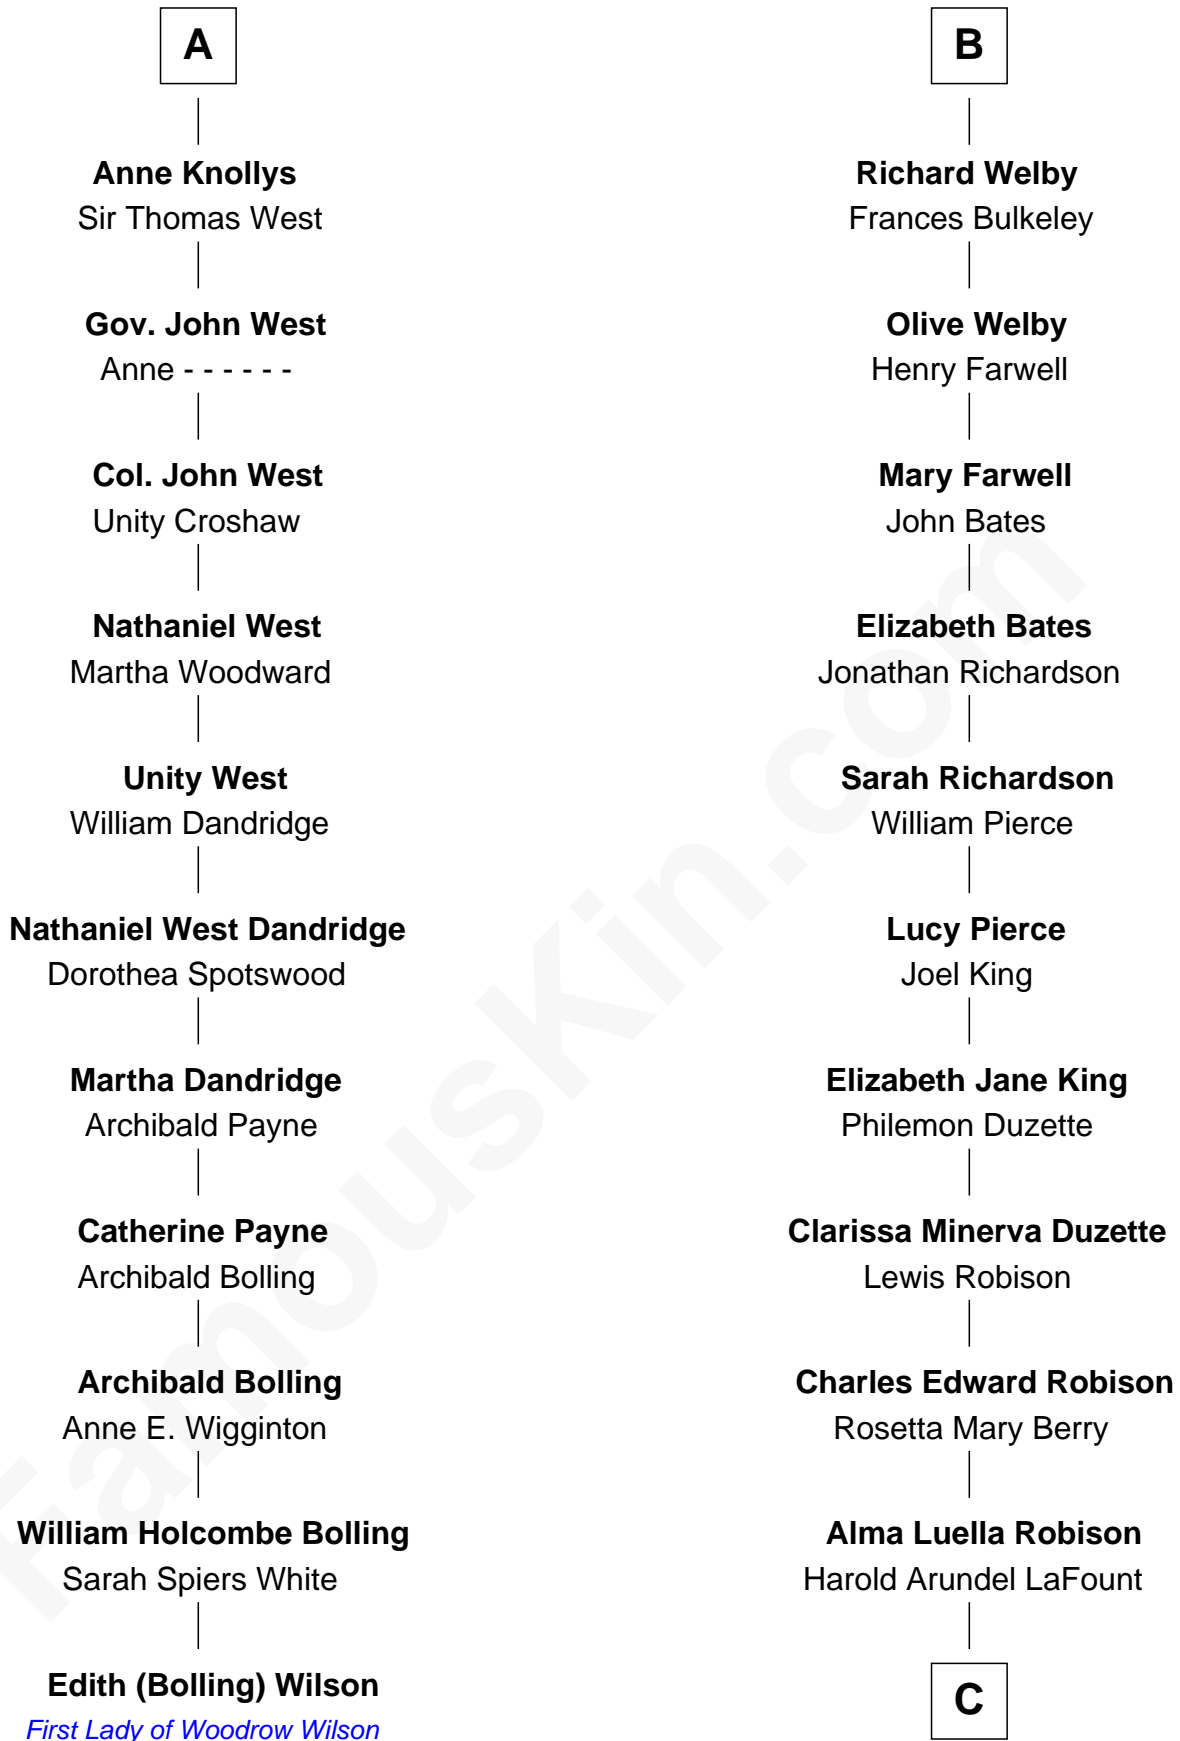 A
Anne Knollys
Sir Thomas West
Gov. John West
Anne - - - - - -
Col. John West
Unity Croshaw
Nathaniel West
Martha Woodward
Unity West
William Dandridge
Nathaniel West Dandridge
Dorothea Spotswood
Martha Dandridge
Archibald Payne
Catherine Payne
Archibald Bolling
Archibald Bolling
Anne E. Wigginton
William Holcombe Bolling
Sarah Spiers White
Edith (Bolling) Wilson
First Lady of Woodrow Wilson
B
Richard Welby
Frances Bulkeley
Olive Welby
Henry Farwell
Mary Farwell
John Bates
Elizabeth Bates
Jonathan Richardson
Sarah Richardson
William Pierce
Lucy Pierce
Joel King
Elizabeth Jane King
Philemon Duzette
Clarissa Minerva Duzette
Lewis Robison
Charles Edward Robison
Rosetta Mary Berry
Alma Luella Robison
Harold Arundel LaFount
C
FamousKin.com